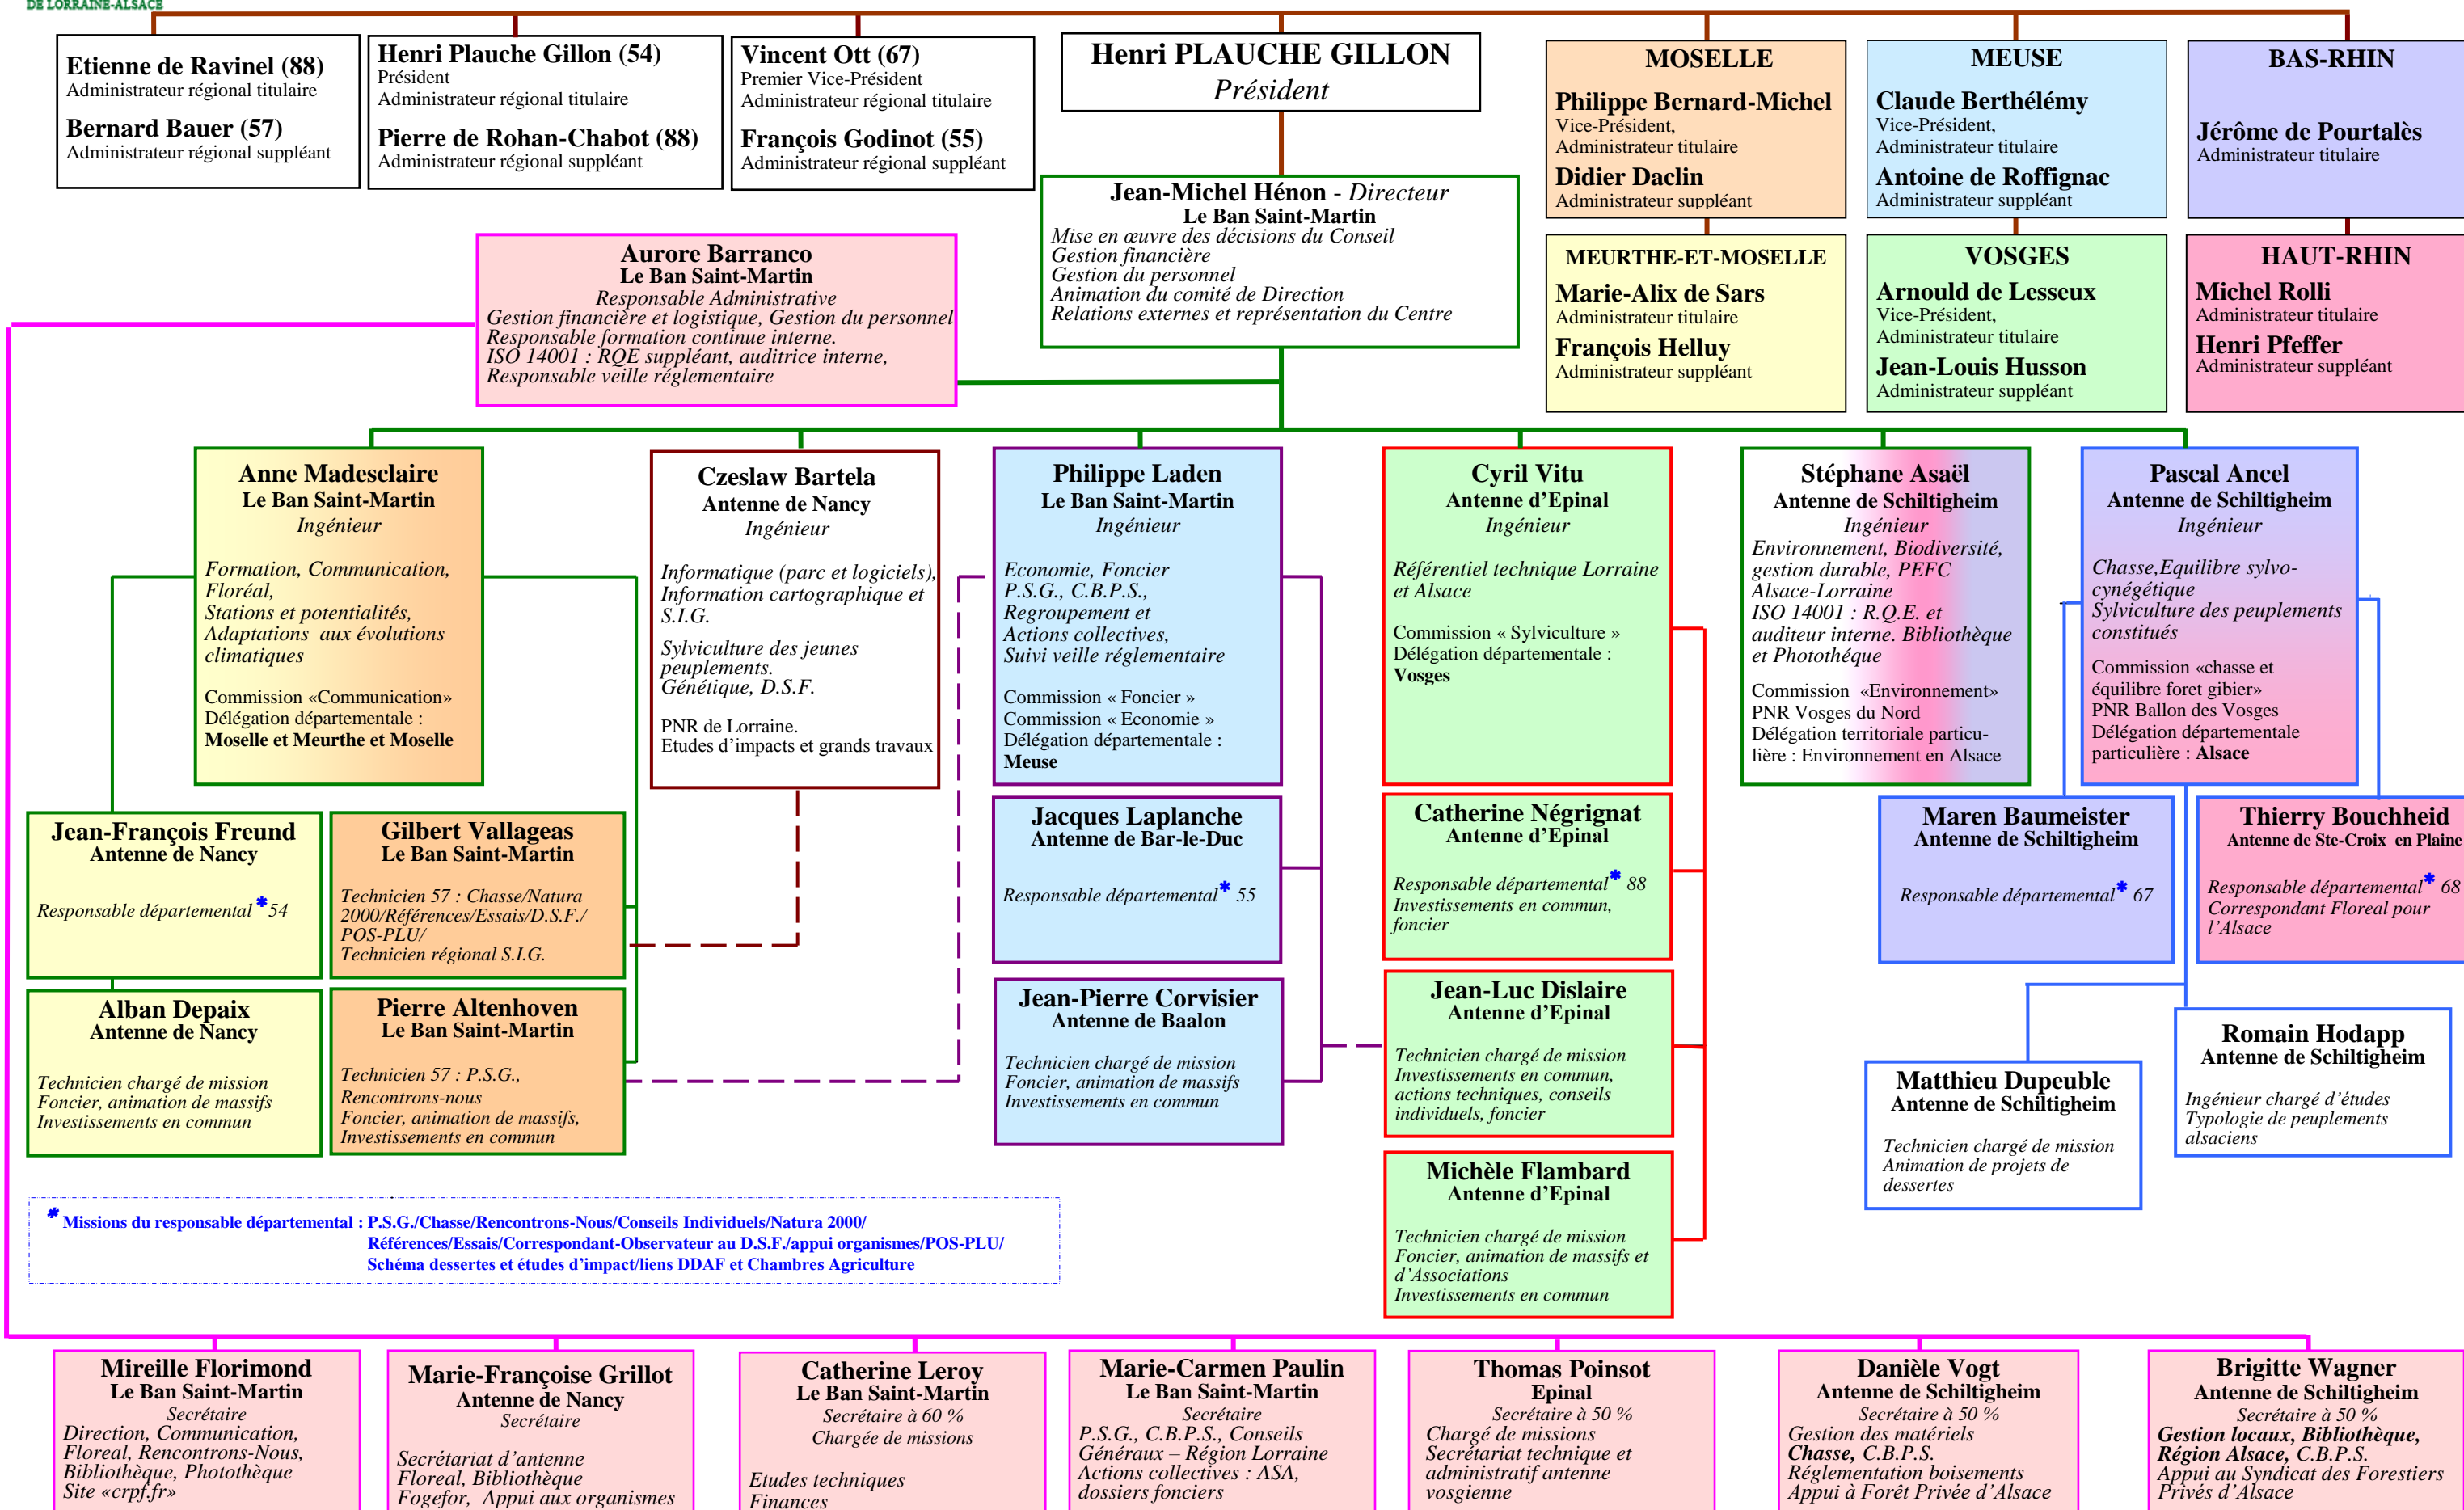 DE LORRAINE-ALSACE
Etienne de Ravinel (88)
Administrateur régional titulaire
Bernard Bauer (57)
Administrateur régional suppléant
Henri Plauche Gillon (54)
Président
Administrateur régional titulaire
Pierre de Rohan-Chabot (88)
Administrateur régional suppléant
Vincent Ott (67)
Premier Vice-Président
Administrateur régional titulaire
François Godinot (55)
Administrateur régional suppléant
Henri PLAUCHE GILLON
Président
MOSELLE
Philippe Bernard-Michel
Vice-Président,
Administrateur titulaire
Didier Daclin
Administrateur suppléant
MEUSE
Claude Berthélémy
Vice-Président,
Administrateur titulaire
Antoine de Roffignac
Administrateur suppléant
BAS-RHIN
Jérôme de Pourtalès
Administrateur titulaire
Jean-Michel Hénon - Directeur
Le Ban Saint-Martin
Mise en œuvre des décisions du Conseil
Gestion financière
Gestion du personnel
Animation du comité de Direction
Relations externes et représentation du Centre
Aurore Barranco
Le Ban Saint-Martin
Responsable Administrative
Gestion financière et logistique, Gestion du personnel
Responsable formation continue interne.
ISO 14001 : RQE suppléant, auditrice interne,
Responsable veille réglementaire
MEURTHE-ET-MOSELLE
Marie-Alix de Sars
Administrateur titulaire
François Helluy
Administrateur suppléant
VOSGES
Arnould de Lesseux
Vice-Président,
Administrateur titulaire
Jean-Louis Husson
Administrateur suppléant
HAUT-RHIN
Michel Rolli
Administrateur titulaire
Henri Pfeffer
Administrateur suppléant
Anne Madesclaire
Le Ban Saint-Martin
Ingénieur
Formation, Communication,
Floréal,
Stations et potentialités,
Adaptations aux évolutions
climatiques
Commission «Communication»
Délégation départementale :
Moselle et Meurthe et Moselle
Czeslaw Bartela
Antenne de Nancy
Ingénieur
Informatique (parc et logiciels),
Information cartographique et
S.I.G.
Sylviculture des jeunes
peuplements.
Génétique, D.S.F.
PNR de Lorraine.
Etudes d'impacts et grands travaux
Philippe Laden
Le Ban Saint-Martin
Ingénieur
Economie, Foncier
P.S.G., C.B.P.S.,
Regroupement et
Actions collectives,
Suivi veille réglementaire
Commission « Foncier »
Commission « Economie »
Délégation départementale :
Meuse
Cyril Vitu
Antenne d'Epinal
Ingénieur
Référentiel technique Lorraine
et Alsace
Commission « Sylviculture »
Délégation départementale :
Vosges
Stéphane Asaël
Antenne de Schiltigheim
Ingénieur
Environnement, Biodiversité,
gestion durable, PEFC
Alsace-Lorraine
ISO 14001 : R.Q.E. et
auditeur interne. Bibliothèque
et Photothéque
Commission «Environnement»
PNR Vosges du Nord
Délégation territoriale particu-
lière : Environnement en Alsace
Pascal Ancel
Antenne de Schiltigheim
Ingénieur
Chasse,Equilibre sylvo-
cynégétique
Sylviculture des peuplements
constitués
Commission «chasse et
équilibre foret gibier»
PNR Ballon des Vosges
Délégation départementale
particulière : Alsace
Jean-François Freund
Antenne de Nancy
Responsable départemental * 54
Gilbert Vallageas
Le Ban Saint-Martin
Technicien 57 : Chasse/Natura
2000/Références/Essais/D.S.F./
POS-PLU/
Technicien régional S.I.G.
Jacques Laplanche
Antenne de Bar-le-Duc
Responsable départemental* 55
Catherine Négrignat
Antenne d'Epinal
Responsable départemental* 88
Investissements en commun,
foncier
Maren Baumeister
Antenne de Schiltigheim
Responsable départemental* 67
Thierry Bouchheid
Antenne de Ste-Croix en Plaine
Responsable départemental* 68
Correspondant Floreal pour
l'Alsace
Alban Depaix
Antenne de Nancy
Technicien chargé de mission
Foncier, animation de massifs
Investissements en commun
Pierre Altenhoven
Le Ban Saint-Martin
Technicien 57 : P.S.G.,
Rencontrons-nous
Foncier, animation de massifs,
Investissements en commun
Jean-Pierre Corvisier
Antenne de Baalon
Technicien chargé de mission
Foncier, animation de massifs
Investissements en commun
Jean-Luc Dislaire
Antenne d'Epinal
Technicien chargé de mission
Investissements en commun,
actions techniques, conseils
individuels, foncier
Matthieu Dupeuble
Antenne de Schiltigheim
Technicien chargé de mission
Animation de projets de
dessertes
Romain Hodapp
Antenne de Schiltigheim
Ingénieur chargé d'études
Typologie de peuplements
alsaciens
Michèle Flambard
Antenne d'Epinal
Technicien chargé de mission
Foncier, animation de massifs et
d'Associations
Investissements en commun
* Missions du responsable départemental : P.S.G./Chasse/Rencontrons-Nous/Conseils Individuels/Natura 2000/
Références/Essais/Correspondant-Observateur au D.S.F./appui organismes/POS-PLU/
Schéma dessertes et études d'impact/liens DDAF et Chambres Agriculture
Mireille Florimond
Le Ban Saint-Martin
Secrétaire
Direction, Communication,
Floreal, Rencontrons-Nous,
Bibliothèque, Photothèque
Site «crpf.fr»
Marie-Françoise Grillot
Antenne de Nancy
Secrétaire
Secrétariat d'antenne
Floreal, Bibliothèque
Fogefor, Appui aux organismes
Catherine Leroy
Le Ban Saint-Martin
Secrétaire à 60 %
Chargée de missions
Etudes techniques
Finances
Marie-Carmen Paulin
Le Ban Saint-Martin
Secrétaire
P.S.G., C.B.P.S., Conseils
Généraux – Région Lorraine
Actions collectives : ASA,
dossiers fonciers
Thomas Poinsot
Epinal
Secrétaire à 50 %
Chargé de missions
Secrétariat technique et
administratif antenne
vosgienne
Danièle Vogt
Antenne de Schiltigheim
Secrétaire à 50 %
Gestion des matériels
Chasse, C.B.P.S.
Réglementation boisements
Appui à Forêt Privée d'Alsace
Brigitte Wagner
Antenne de Schiltigheim
Secrétaire à 50 %
Gestion locaux, Bibliothèque,
Région Alsace, C.B.P.S.
Appui au Syndicat des Forestiers
Privés d'Alsace